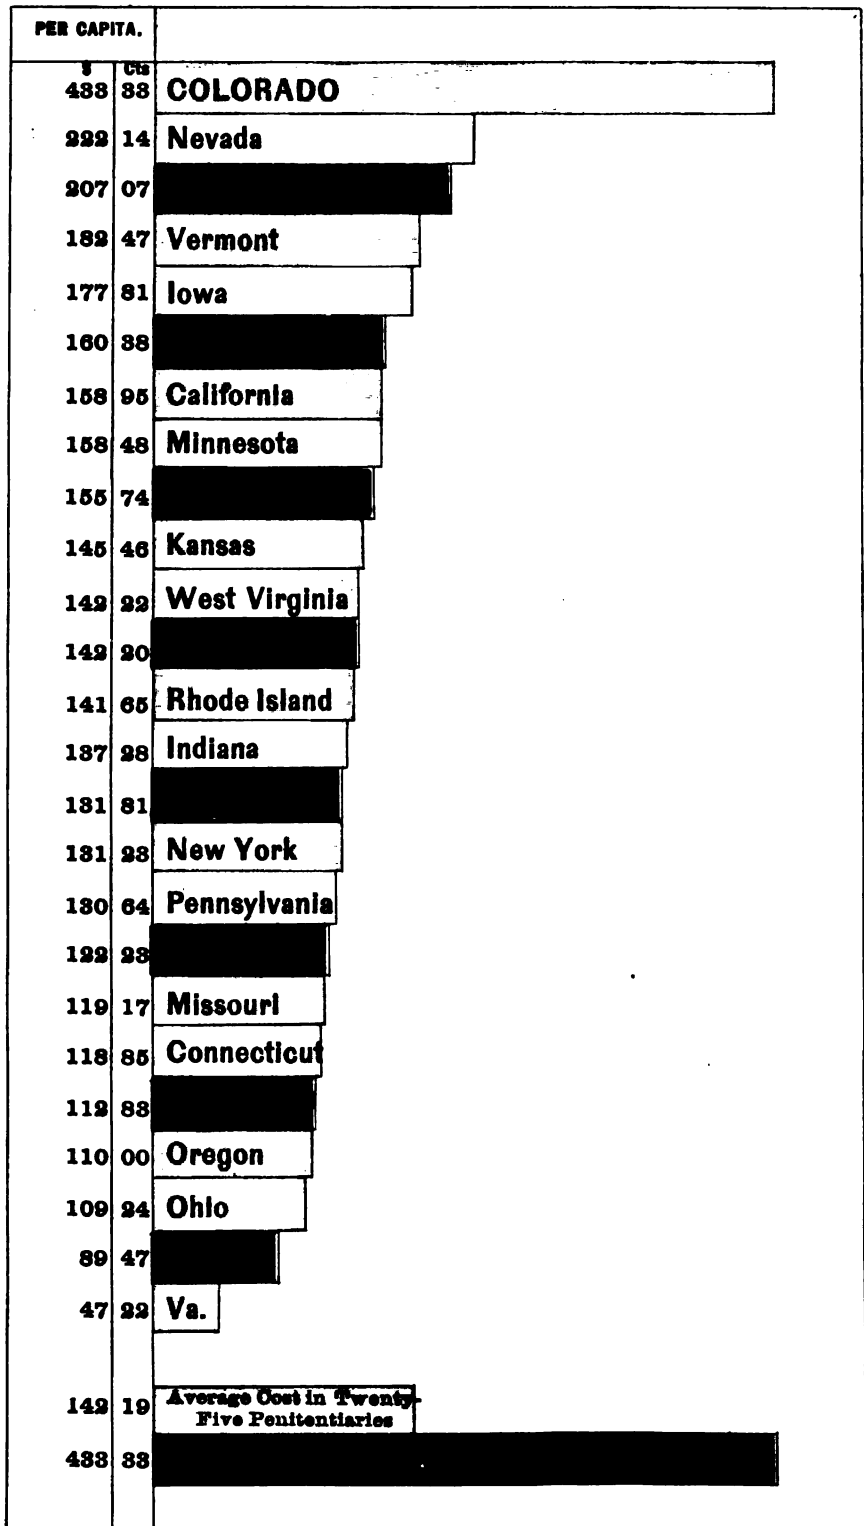 PER CAPITA.
$ Cts
433 33 COLORADO
222 14 Nevada
207 07
182 47 Vermont
177 81 Iowa
160 38
158 95 California
158 48 Minnesota
155 74
145 46 Kansas
142 22 West Virginia
142 20
141 65 Rhode Island
137 28 Indiana
131 81
131 23 New York
130 64 Pennsylvania
122 23
119 17 Missouri
118 85 Connecticut
112 83
110 00 Oregon
109 24 Ohio
89 47
47 22 Va.
142 19 Average Cost in Twenty-
Five Penitentiaries
433 33